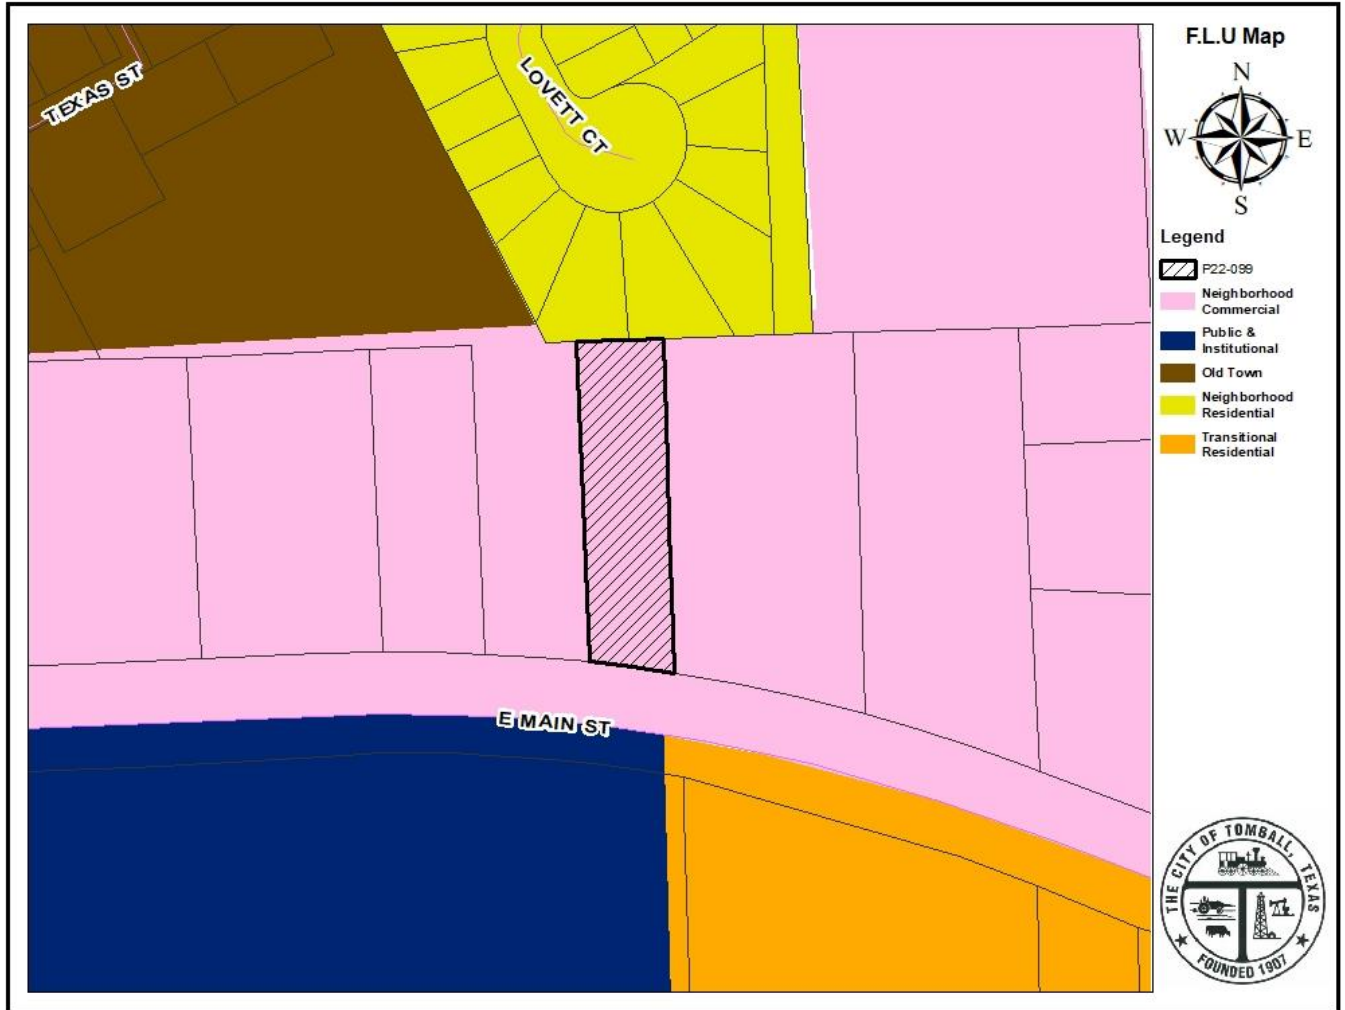 F.L.U Map
N
W E
S
Legend
P22-099
Neighborhood
Commercial
Public &
Institutional
Old Town
Neighborhood
Residential
Transitional
Residential
TEXAS ST
LOVETT CT
E MAIN ST
THE CITY OF TOMBALL, TEXAS
FOUNDED 1907